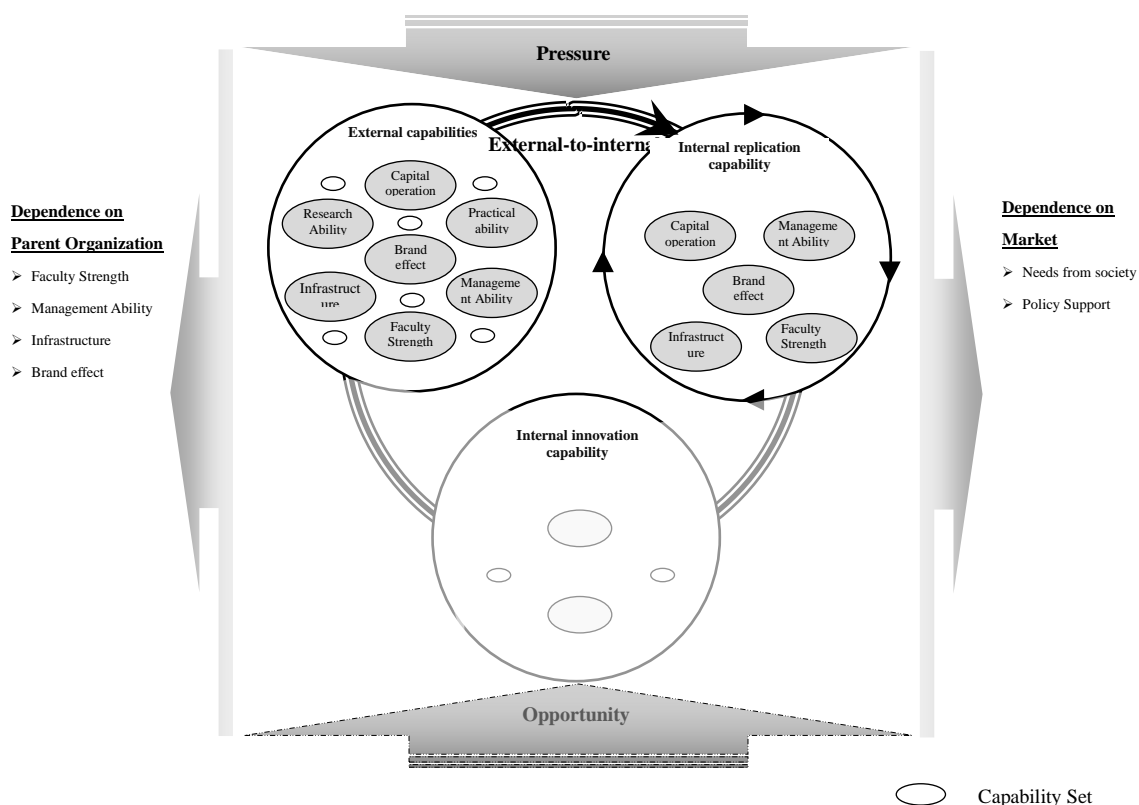 Pressure
External capabilities
External-to-interna
Internal replication
capability
Capital
operation
Research
Ability
Practical
ability
Brand
effect
Infrastruct
ure
Manageme
nt Ability
Faculty
Strength
Capital
operation
Manageme
nt Ability
Brand
effect
Infrastruct
ure
Faculty
Strength
Dependence on
Parent Organization
➢ Faculty Strength
➢ Management Ability
➢ Infrastructure
➢ Brand effect
Dependence on
Market
➢ Needs from society
➢ Policy Support
Internal innovation
capability
Opportunity
Capability Set